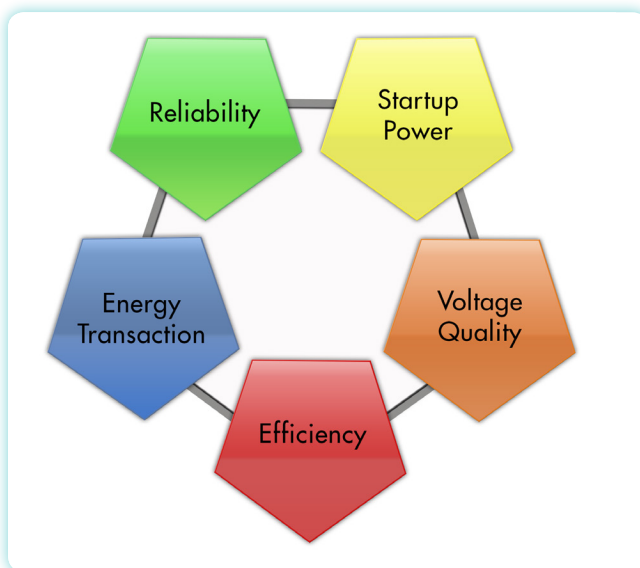 Reliability
Startup
Power
Energy
Transaction
Voltage
Quality
Efficiency